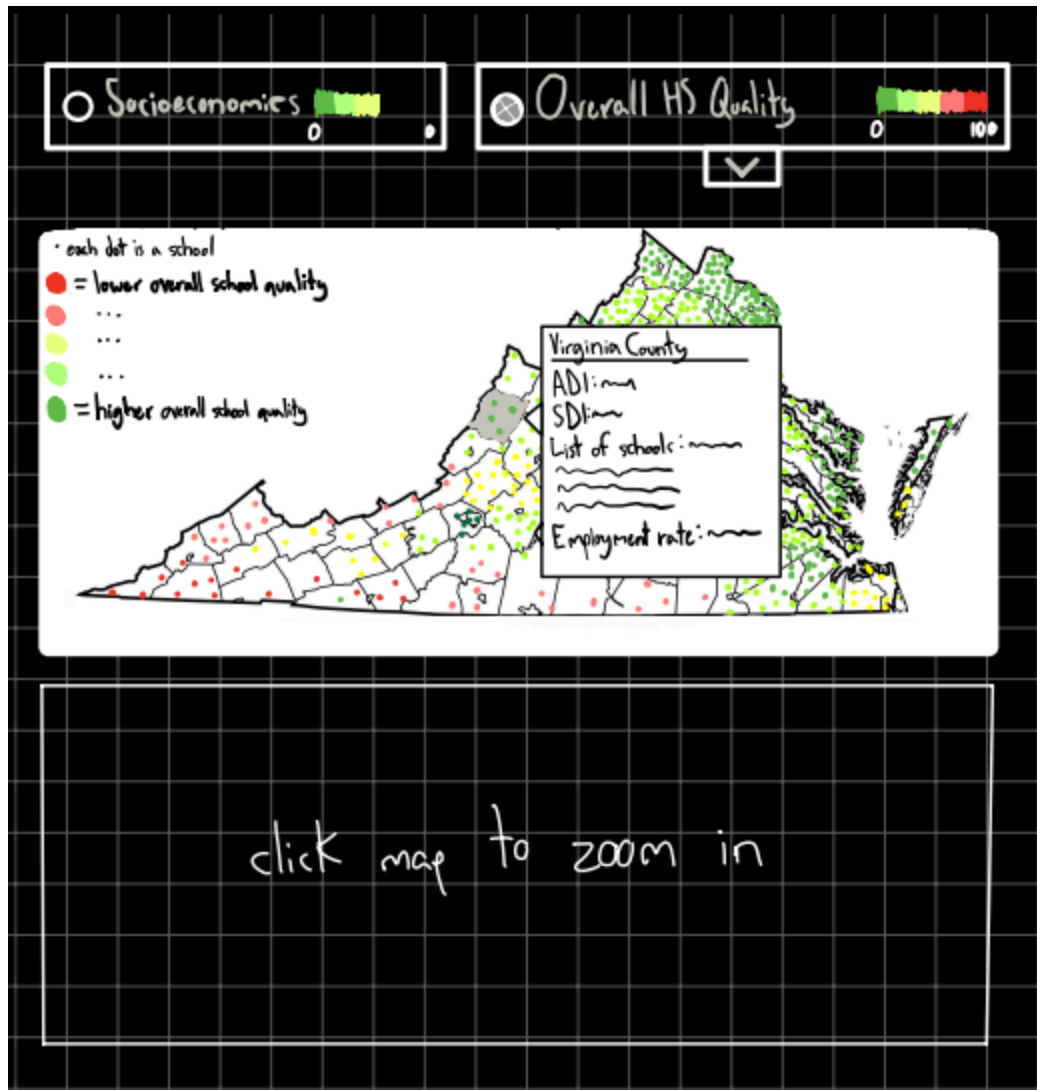 Socioeconomics
0 0
Overall HS Quality
0 100
· each dot is a school
= lower overall school quality
...
...
...
= higher overall school quality
Virginia County
ADI:
SDI:
List of schools:
Employment rate:
click map to zoom in